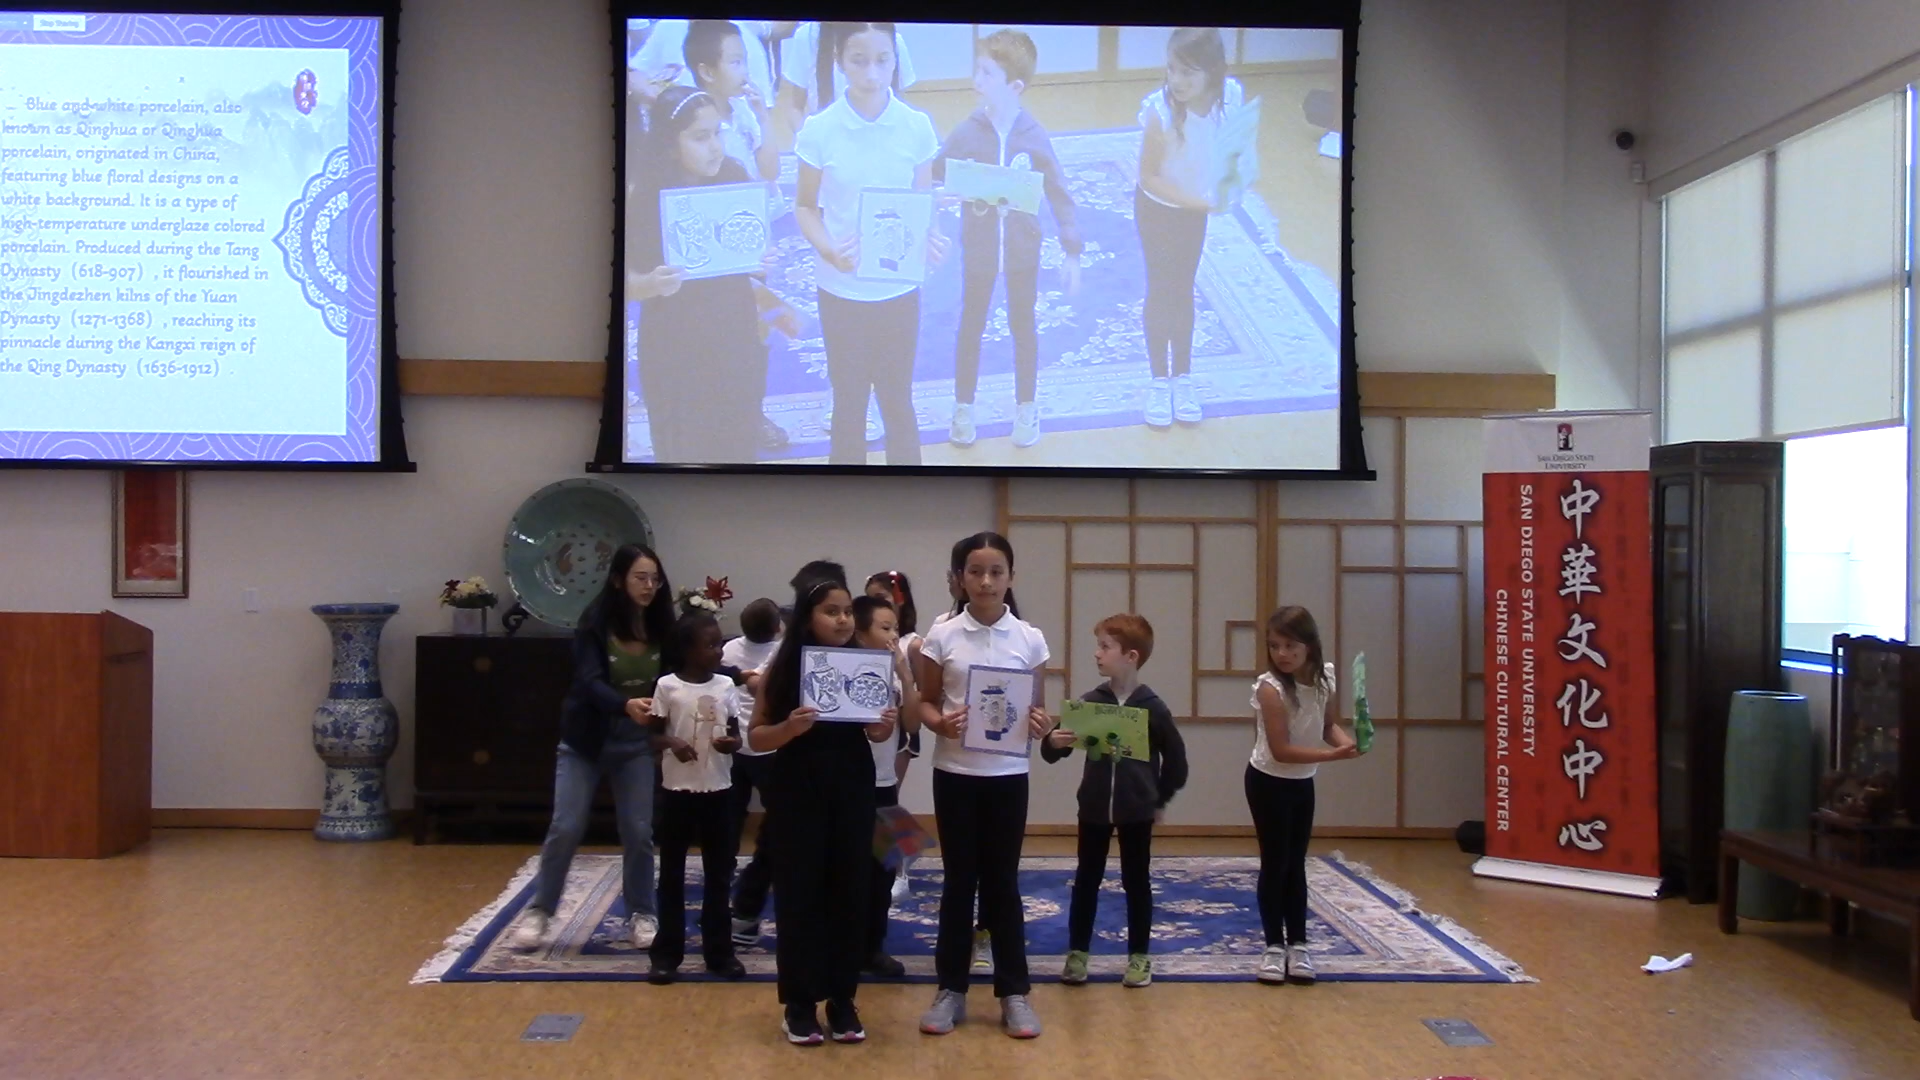 Stop Sharing
Blue and white porcelain, also
known as Qinghua or Qinghua
porcelain, originated in China,
featuring blue floral designs on a
white background. It is a type of
high-temperature underglaze colored
porcelain. Produced during the Tang
Dynasty (618-907) , it flourished in
the Jingdezhen kilns of the Yuan
Dynasty (1271-1368) , reaching its
pinnacle during the Kangxi reign of
the Qing Dynasty (1636-1912) .
SAN DIEGO STATE
UNIVERSITY
中華文化中心
SAN DIEGO STATE UNIVERSITY
CHINESE CULTURAL CENTER